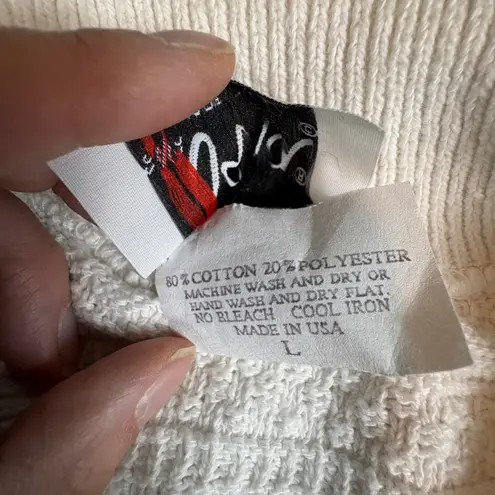 80% COTTON 20% POLYESTER
MACHINE WASH AND DRY OR
HAND WASH AND DRY FLAT.
NO BLEACH COOL IRON
MADE IN USA
L